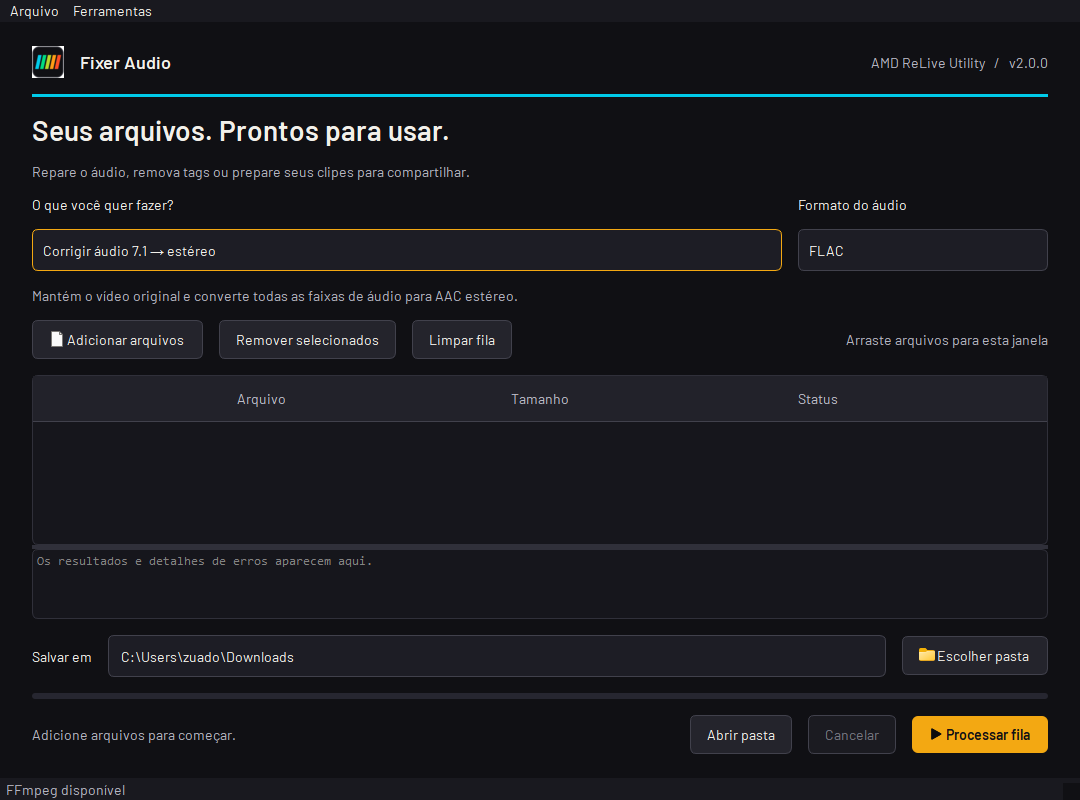 Arquivo Ferramentas
Fixer Audio
AMD ReLive Utility / v2.0.0
Seus arquivos. Prontos para usar.
Repare o áudio, remova tags ou prepare seus clipes para compartilhar.
O que você quer fazer?
Formato do áudio
Corrigir áudio 7.1 → estéreo
FLAC
Mantém o vídeo original e converte todas as faixas de áudio para AAC estéreo.
Adicionar arquivos
Remover selecionados
Limpar fila
Arraste arquivos para esta janela
Arquivo
Tamanho
Status
Os resultados e detalhes de erros aparecem aqui.
Salvar em
C:\Users\zuado\Downloads
Escolher pasta
Adicione arquivos para começar.
Abrir pasta
Cancelar
Processar fila
FFmpeg disponível